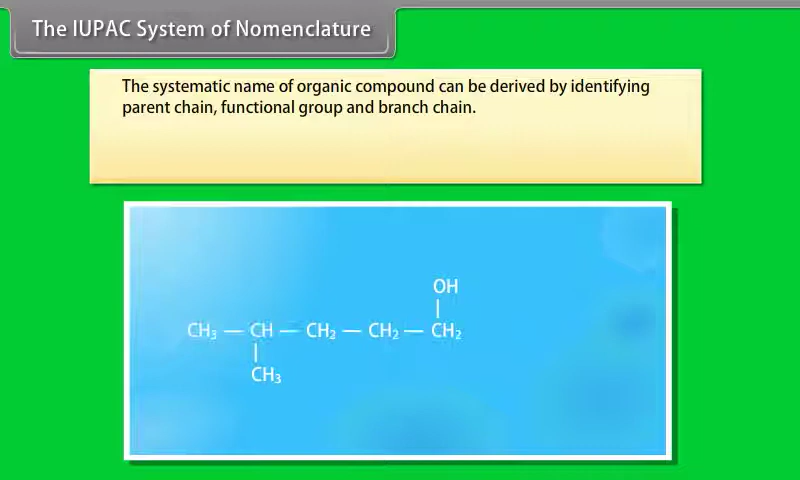 The IUPAC System of Nomenclature
The systematic name of organic compound can be derived by identifying
parent chain, functional group and branch chain.
OH
|
CH₃ — CH — CH₂ — CH₂ — CH₂
|
CH₃